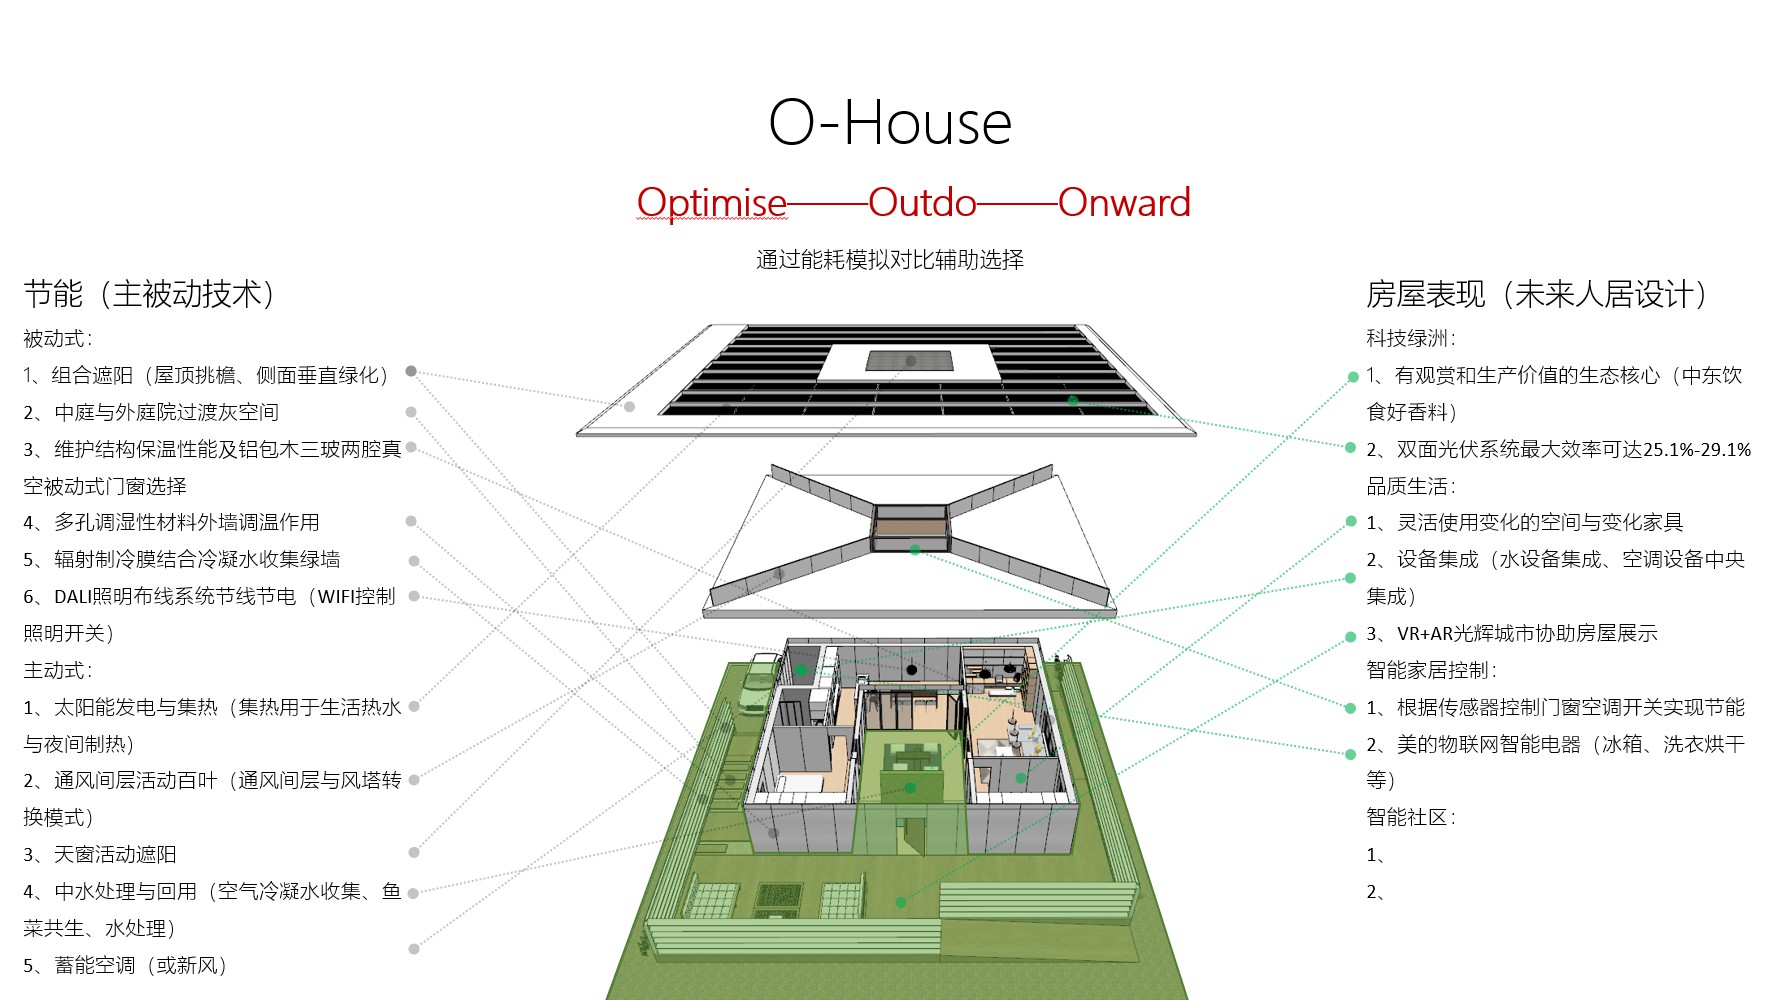 O-House
Optimise——Outdo——Onward
通过能耗模拟对比辅助选择
节能（主被动技术）
被动式：
1、组合遮阳（屋顶挑檐、侧面垂直绿化）
2、中庭与外庭院过渡灰空间
3、维护结构保温性能及铝包木三玻两腔真
空被动式门窗选择
4、多孔调湿性材料外墙调温作用
5、辐射制冷膜结合冷凝水收集绿墙
6、DALI照明布线系统节线节电（WIFI控制
照明开关）
主动式：
1、太阳能发电与集热（集热用于生活热水
与夜间制热）
2、通风间层活动百叶（通风间层与风塔转
换模式）
3、天窗活动遮阳
4、中水处理与回用（空气冷凝水收集、鱼
菜共生、水处理）
5、蓄能空调（或新风）
房屋表现（未来人居设计）
科技绿洲：
1、有观赏和生产价值的生态核心（中东饮
食好香料）
2、双面光伏系统最大效率可达25.1%-29.1%
品质生活：
1、灵活使用变化的空间与变化家具
2、设备集成（水设备集成、空调设备中央
集成）
3、VR+AR光辉城市协助房屋展示
智能家居控制：
1、根据传感器控制门窗空调开关实现节能
2、美的物联网智能电器（冰箱、洗衣烘干
等）
智能社区：
1、
2、